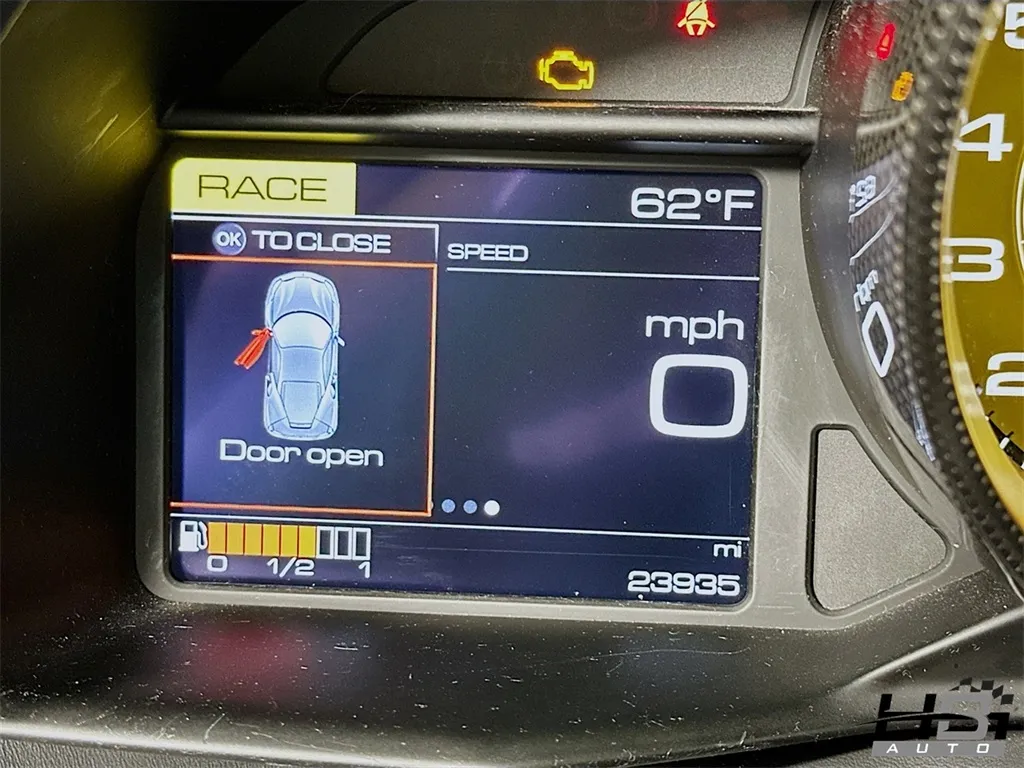 5
4
3
2
RACE
62°F
OK TO CLOSE
SPEED
mph
0
Door open
0 1/2 1
mi
23935
HBI
AUTO